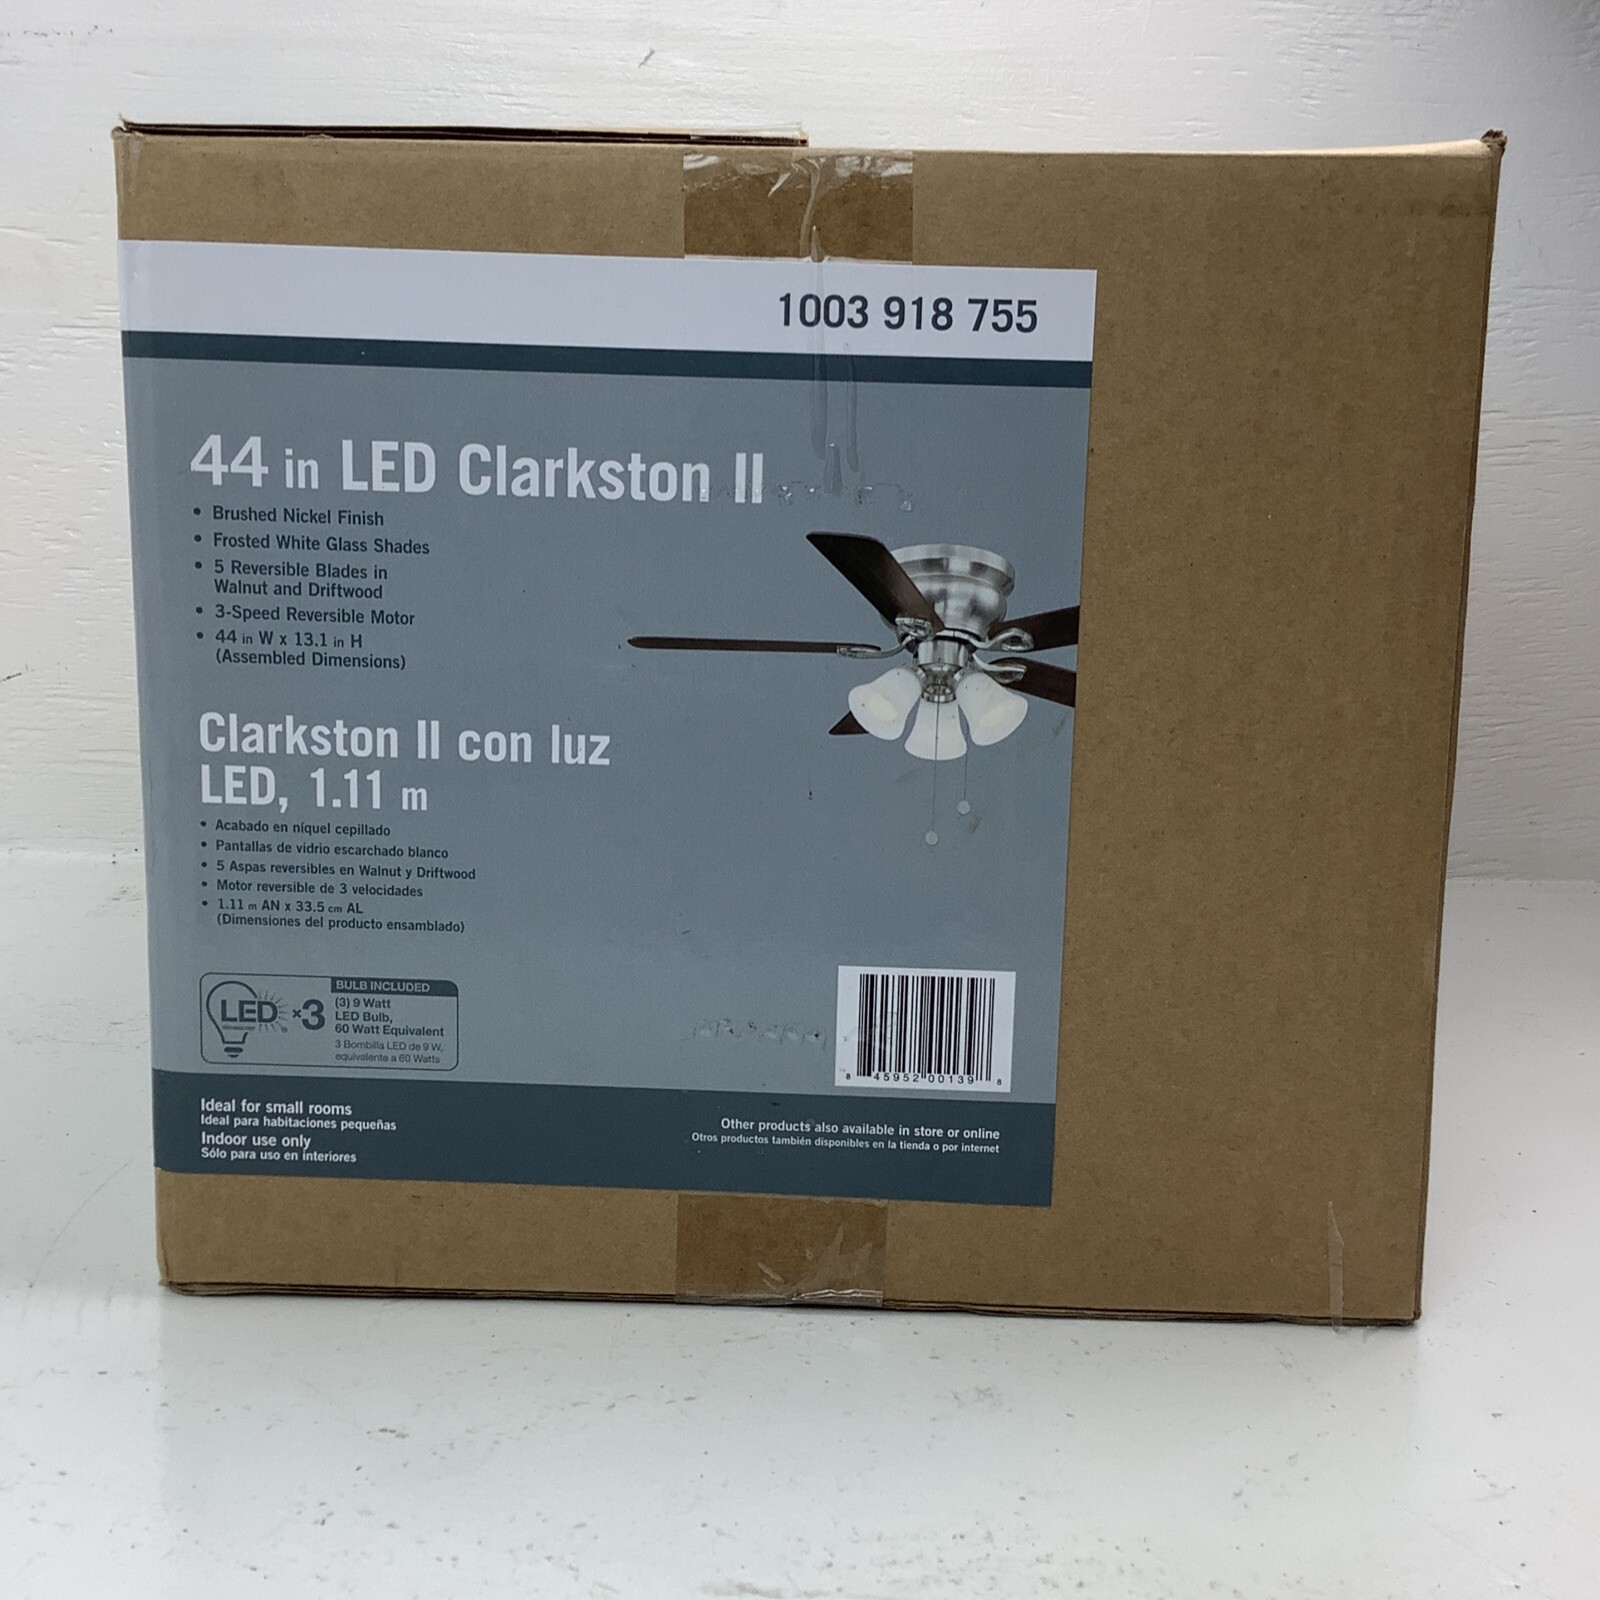 1003 918 755
44 in LED Clarkston II
• Brushed Nickel Finish
• Frosted White Glass Shades
• 5 Reversible Blades in
Walnut and Driftwood
• 3-Speed Reversible Motor
• 44 in W x 13.1 in H
(Assembled Dimensions)
Clarkston II con luz
LED, 1.11 m
• Acabado en níquel cepillado
• Pantallas de vidrio escarchado blanco
• 5 Aspas reversibles en Walnut y Driftwood
• Motor reversible de 3 velocidades
• 1.11 m AN x 33.5 cm AL
(Dimensiones del producto ensamblado)
LED x3
BULB INCLUDED
(3) 9 Watt
LED Bulb,
60 Watt Equivalent
3 Bombilla LED de 9 W,
equivalente a 60 Watts
8 45952 00139 8
Ideal for small rooms
Ideal para habitaciones pequeñas
Indoor use only
Sólo para uso en interiores
Other products also available in store or online
Otros productos también disponibles en la tienda o por internet